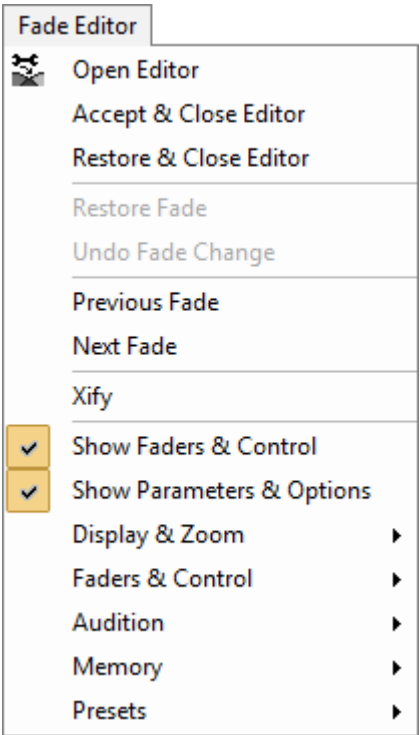 Fade Editor
Open Editor
Accept & Close Editor
Restore & Close Editor
Restore Fade
Undo Fade Change
Previous Fade
Next Fade
Xify
Show Faders & Control
Show Parameters & Options
Display & Zoom
Faders & Control
Audition
Memory
Presets